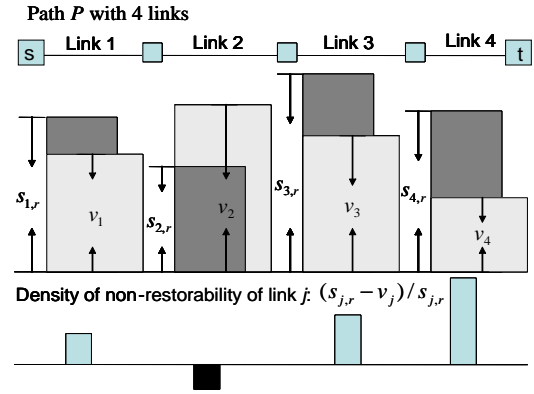 Path P with 4 links
s Link 1 Link 2 Link 3 Link 4 t
s1,r v1 s2,r v2 s3,r v3 s4,r v4
Density of non-restorability of link j: (sj,r − vj)/sj,r